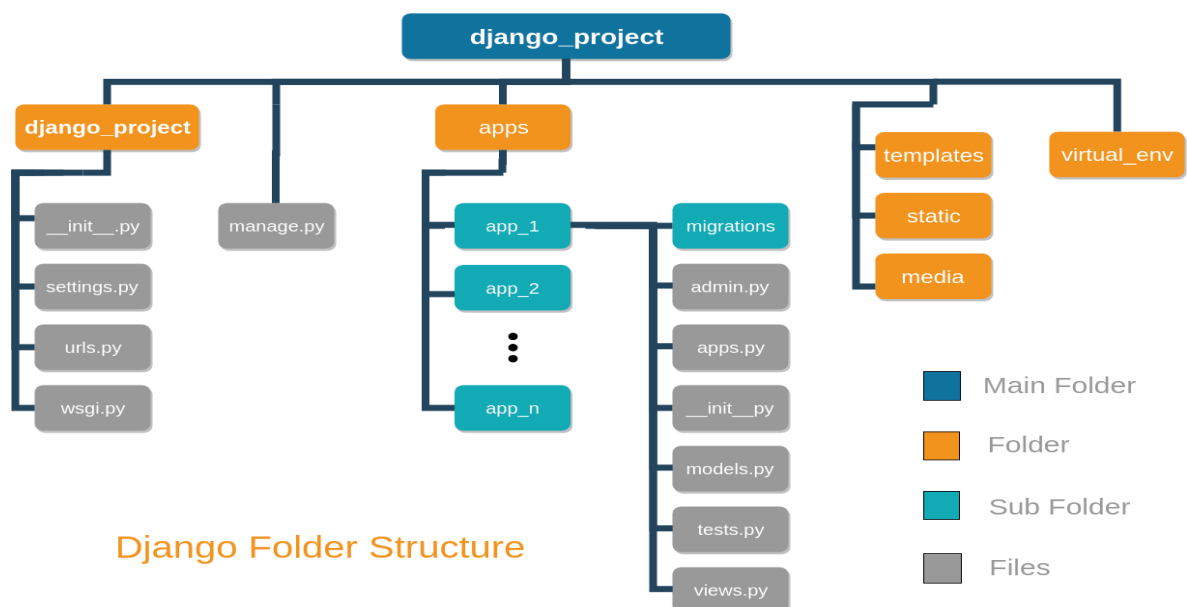 django_project
django_project
__init__.py
settings.py
urls.py
wsgi.py
manage.py
apps
app_1
app_2
app_n
migrations
admin.py
apps.py
__init__py
models.py
tests.py
views.py
templates
static
media
virtual_env
Main Folder
Folder
Sub Folder
Files
Django Folder Structure